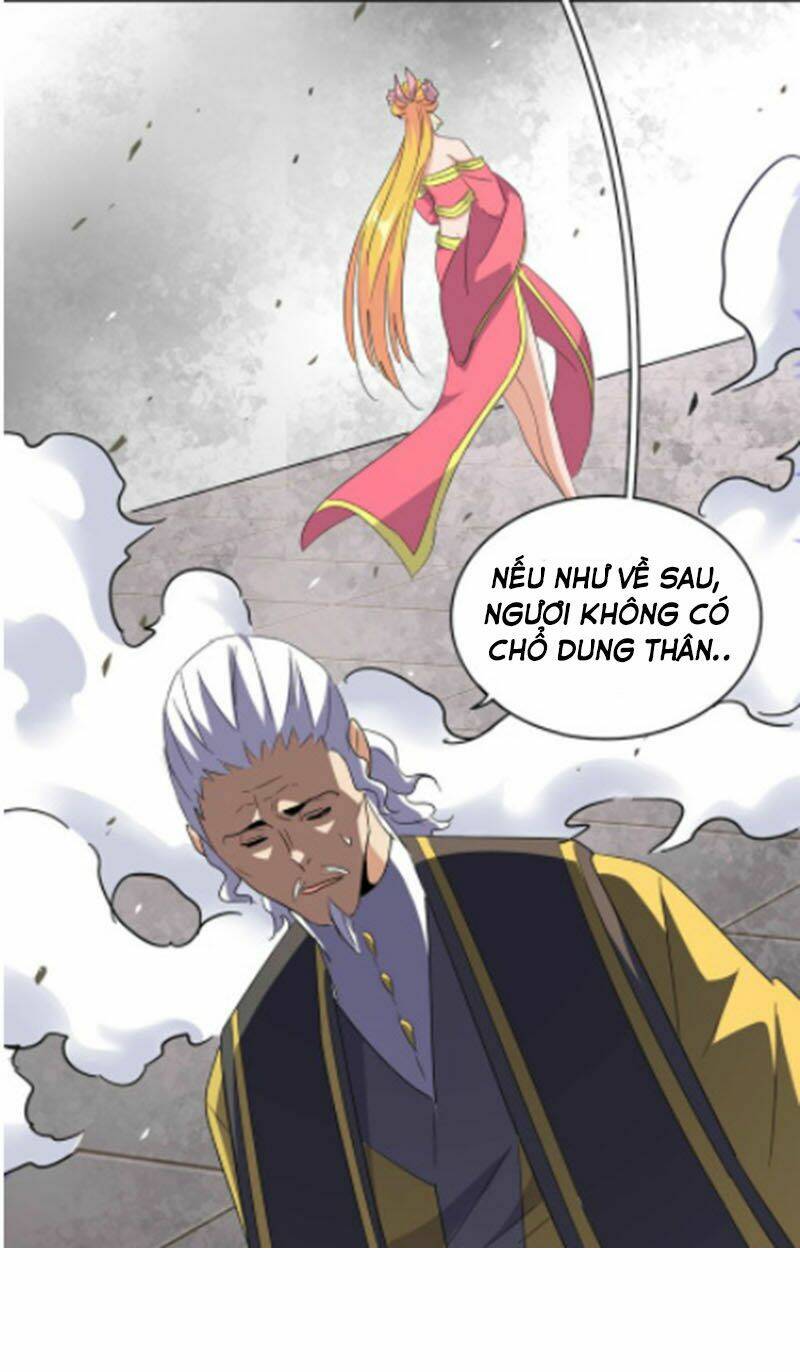 NẾU NHƯ VỀ SAU,
NGƯƠI KHÔNG CÓ
CHỔ DUNG THÂN..